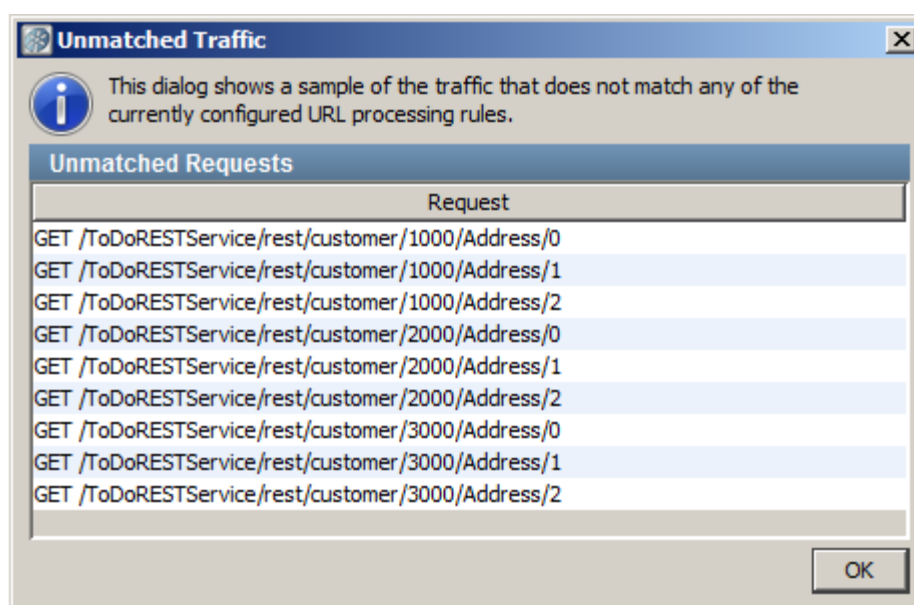 Unmatched Traffic
This dialog shows a sample of the traffic that does not match any of the
currently configured URL processing rules.
Unmatched Requests
Request
GET /ToDoRESTService/rest/customer/1000/Address/0
GET /ToDoRESTService/rest/customer/1000/Address/1
GET /ToDoRESTService/rest/customer/1000/Address/2
GET /ToDoRESTService/rest/customer/2000/Address/0
GET /ToDoRESTService/rest/customer/2000/Address/1
GET /ToDoRESTService/rest/customer/2000/Address/2
GET /ToDoRESTService/rest/customer/3000/Address/0
GET /ToDoRESTService/rest/customer/3000/Address/1
GET /ToDoRESTService/rest/customer/3000/Address/2
OK